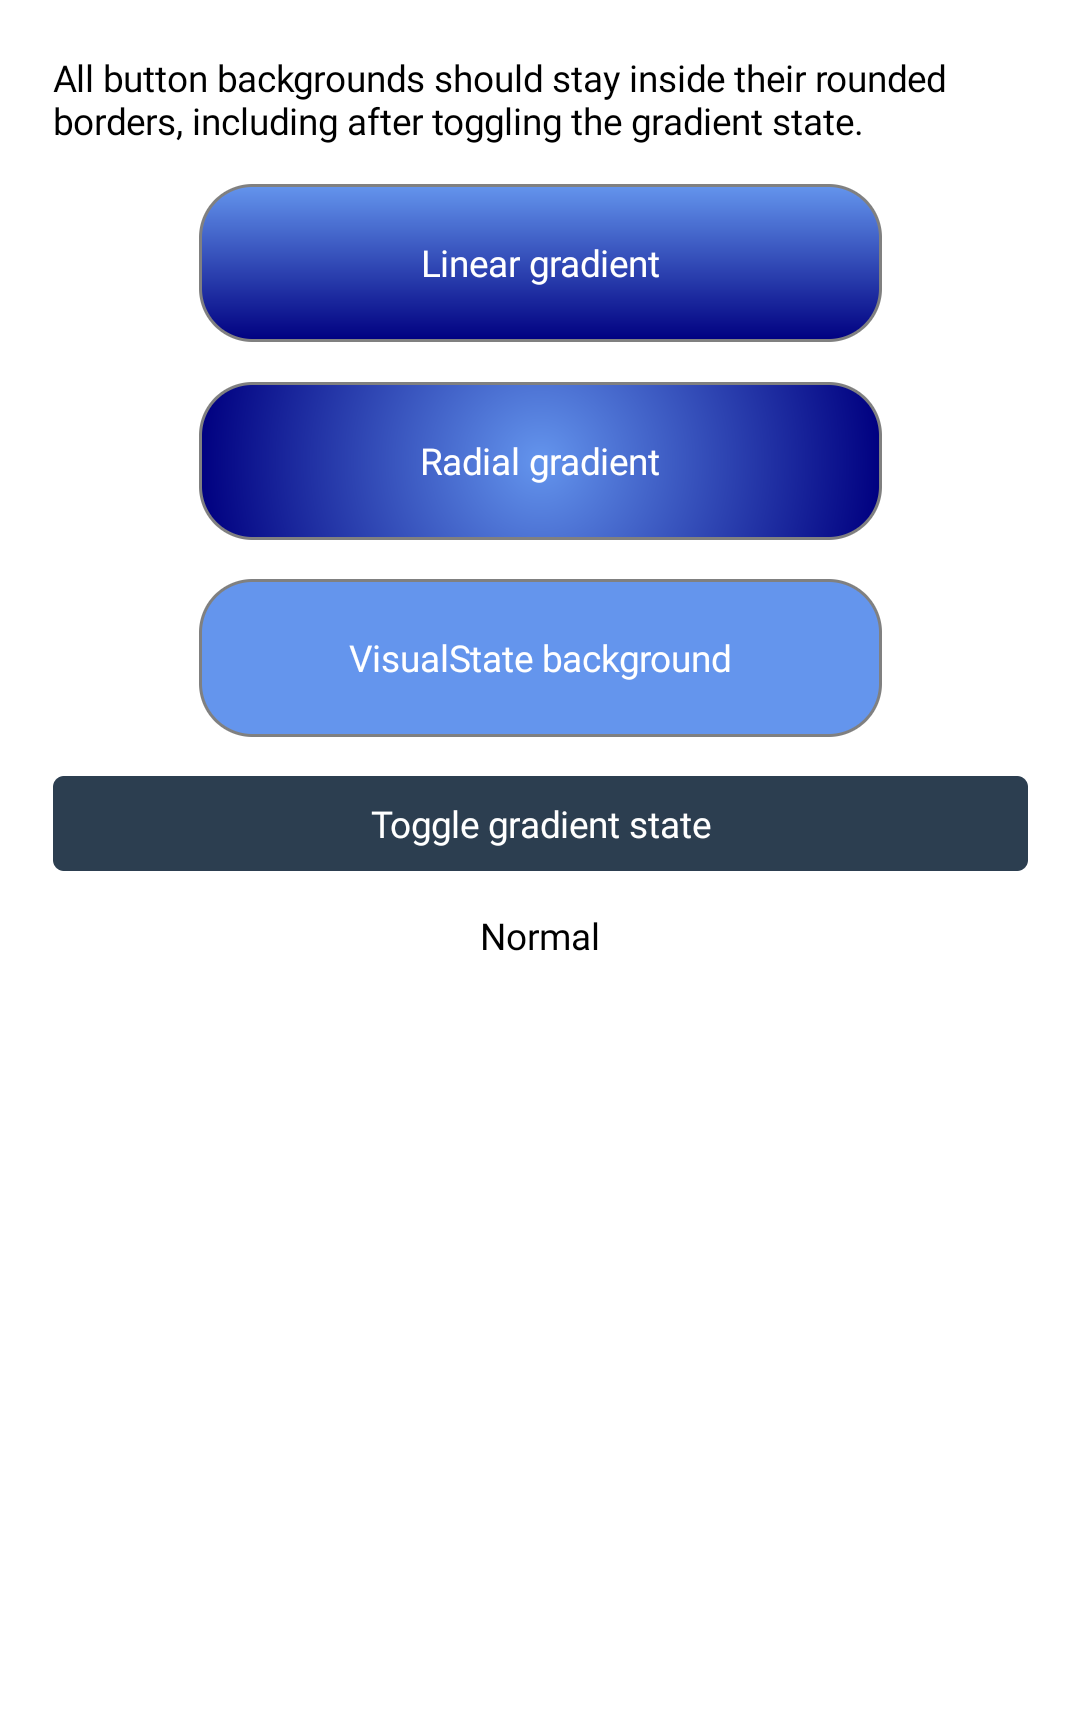 All button backgrounds should stay inside their rounded
borders, including after toggling the gradient state.
Linear gradient
Radial gradient
VisualState background
Toggle gradient state
Normal